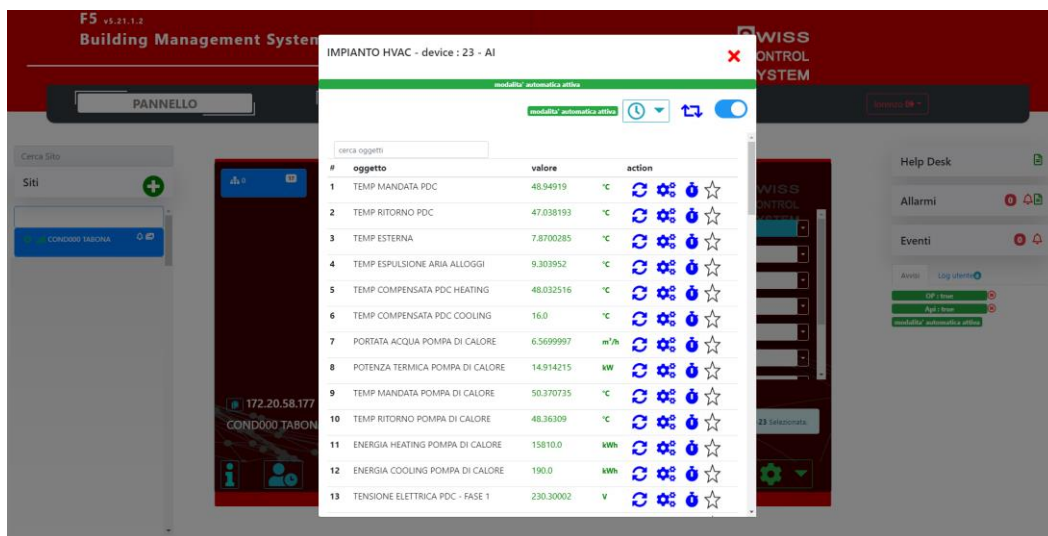 F5 v5.21.1.2
Building Management System
WISS
ONTROL
YSTEM
PANNELLO
IMPIANTO HVAC - device : 23 - AI
modalita' automatica attiva
modalita' automatica attiva
cerca oggetti
# oggetto valore action
1 TEMP MANDATA PDC 48.94919 °C
2 TEMP RITORNO PDC 47.038193 °C
3 TEMP ESTERNA 7.8700285 °C
4 TEMP ESPULSIONE ARIA ALLOGGI 9.303952 °C
5 TEMP COMPENSATA PDC HEATING 48.032516 °C
6 TEMP COMPENSATA PDC COOLING 16.0 °C
7 PORTATA ACQUA POMPA DI CALORE 6.5699997 m³/h
8 POTENZA TERMICA POMPA DI CALORE 14.914215 kW
9 TEMP MANDATA POMPA DI CALORE 50.370735 °C
10 TEMP RITORNO POMPA DI CALORE 48.36309 °C
11 ENERGIA HEATING POMPA DI CALORE 15810.0 kWh
12 ENERGIA COOLING POMPA DI CALORE 190.0 kWh
13 TENSIONE ELETTRICA PDC - FASE 1 230.30002 V
Cerca Sito
Siti
COND000 TABONA
172.20.58.177
COND000 TABON
WISS
ONTROL
YSTEM
-23 Selezionata.
Help Desk
Allarmi 0
Eventi 0
Avvisi Log utente
OP : true
Api : true
modalita' automatica attiva